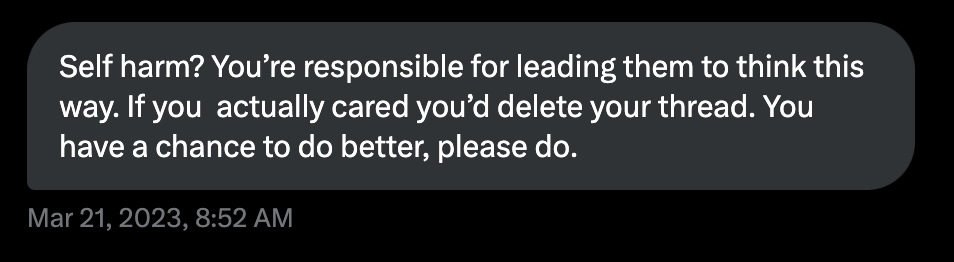 Self harm? You’re responsible for leading them to think this
way. If you  actually cared you’d delete your thread. You
have a chance to do better, please do.
Mar 21, 2023, 8:52 AM